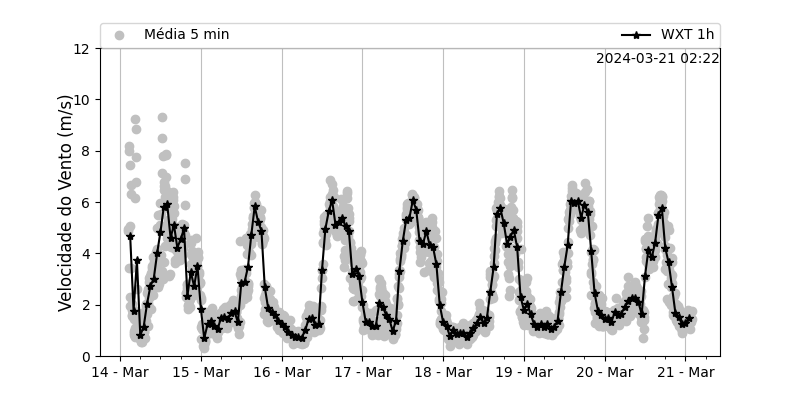 Média 5 min
WXT 1h
2024-03-21 02:22
Velocidade do Vento (m/s)
12
10
8
6
4
2
0
14 - Mar
15 - Mar
16 - Mar
17 - Mar
18 - Mar
19 - Mar
20 - Mar
21 - Mar